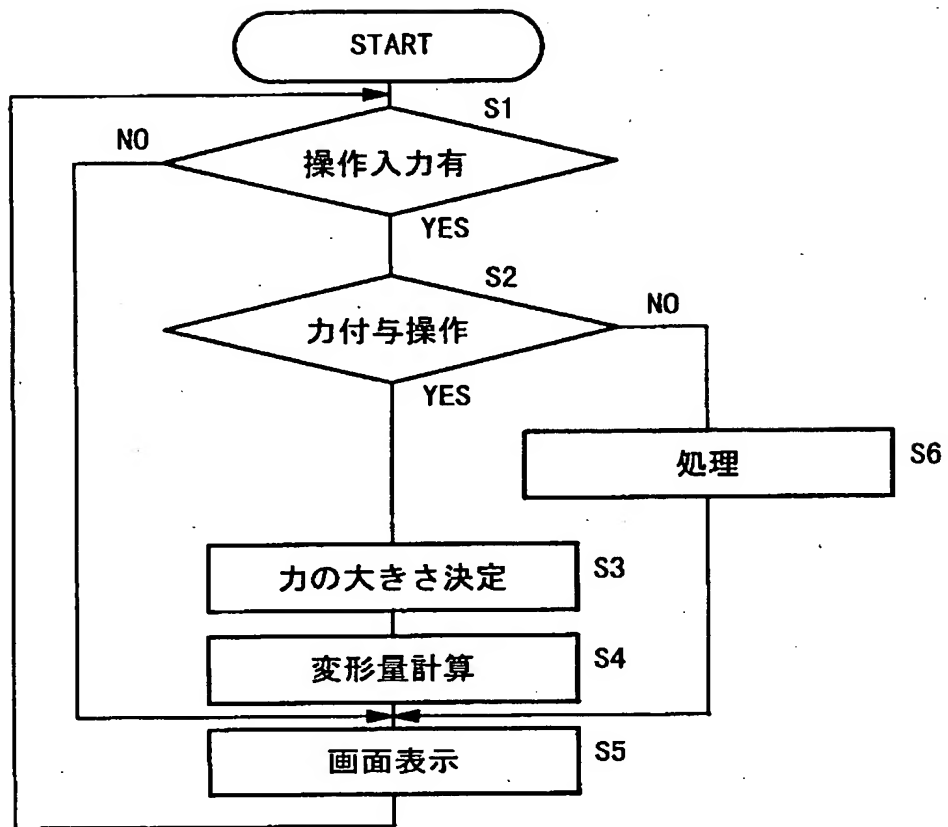 START
S1
NO
操作入力有
YES
S2
NO
力付与操作
YES
処理
S6
力の大きさ決定
S3
変形量計算
S4
画面表示
S5